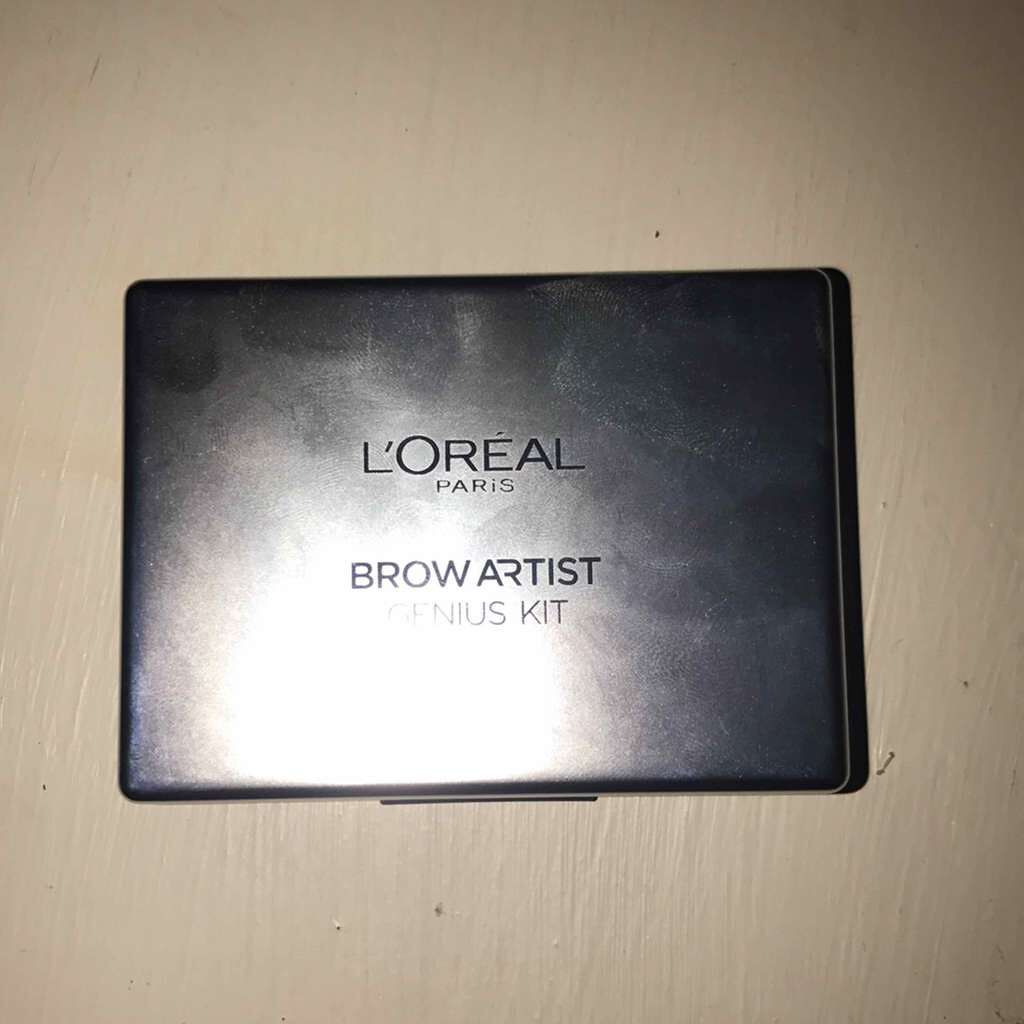 L'ORÉAL
PARiS
BROW ARTIST
GENIUS KIT